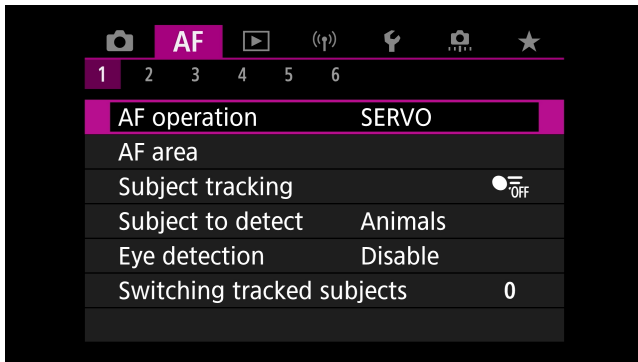 AF
1 2 3 4 5 6
AF operation SERVO
AF area
Subject tracking OFF
Subject to detect Animals
Eye detection Disable
Switching tracked subjects 0